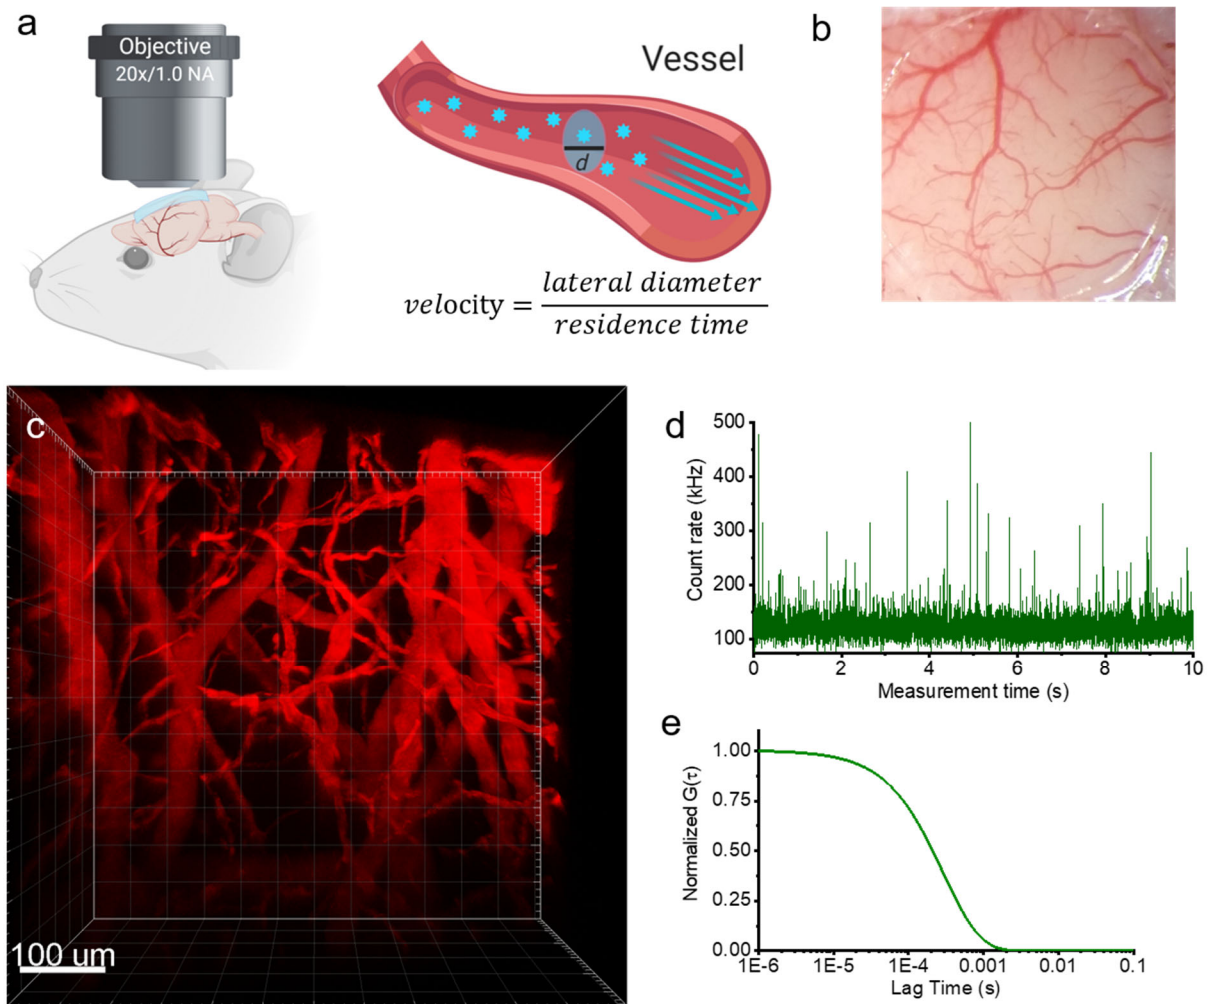 a
Objective
20x/1.0 NA
Vessel
d
velocity = lateral diameter / residence time
b
c
100 um
d
500
400
300
200
100
Count rate (kHz)
0 2 4 6 8 10
Measurement time (s)
e
1.00
0.75
0.50
0.25
0.00
Normalized G(τ)
1E-6 1E-5 1E-4 0.001 0.01 0.1
Lag Time (s)